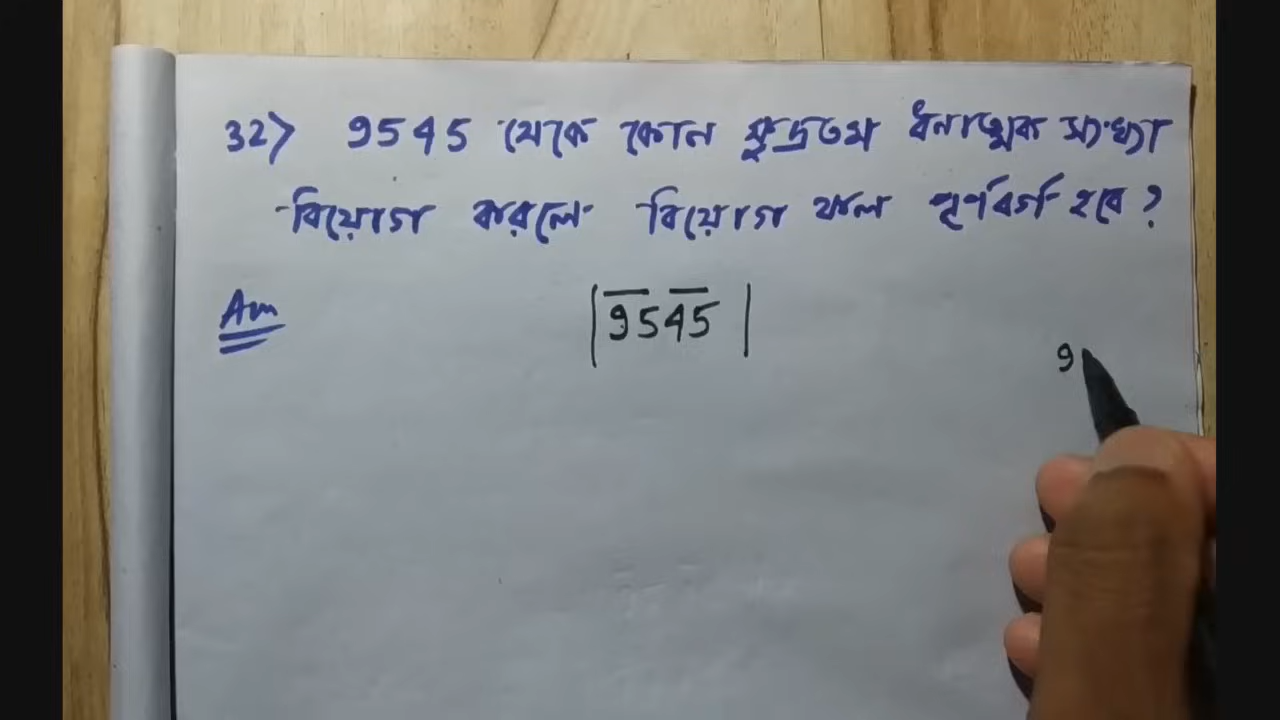 32) 9545 থেকে কোন ক্ষুদ্রতম ধনাত্মক সংখ্যা
বিয়োগ করলে বিয়োগ ফল পূর্ণবর্গ হবে ?
Ans
9545
9